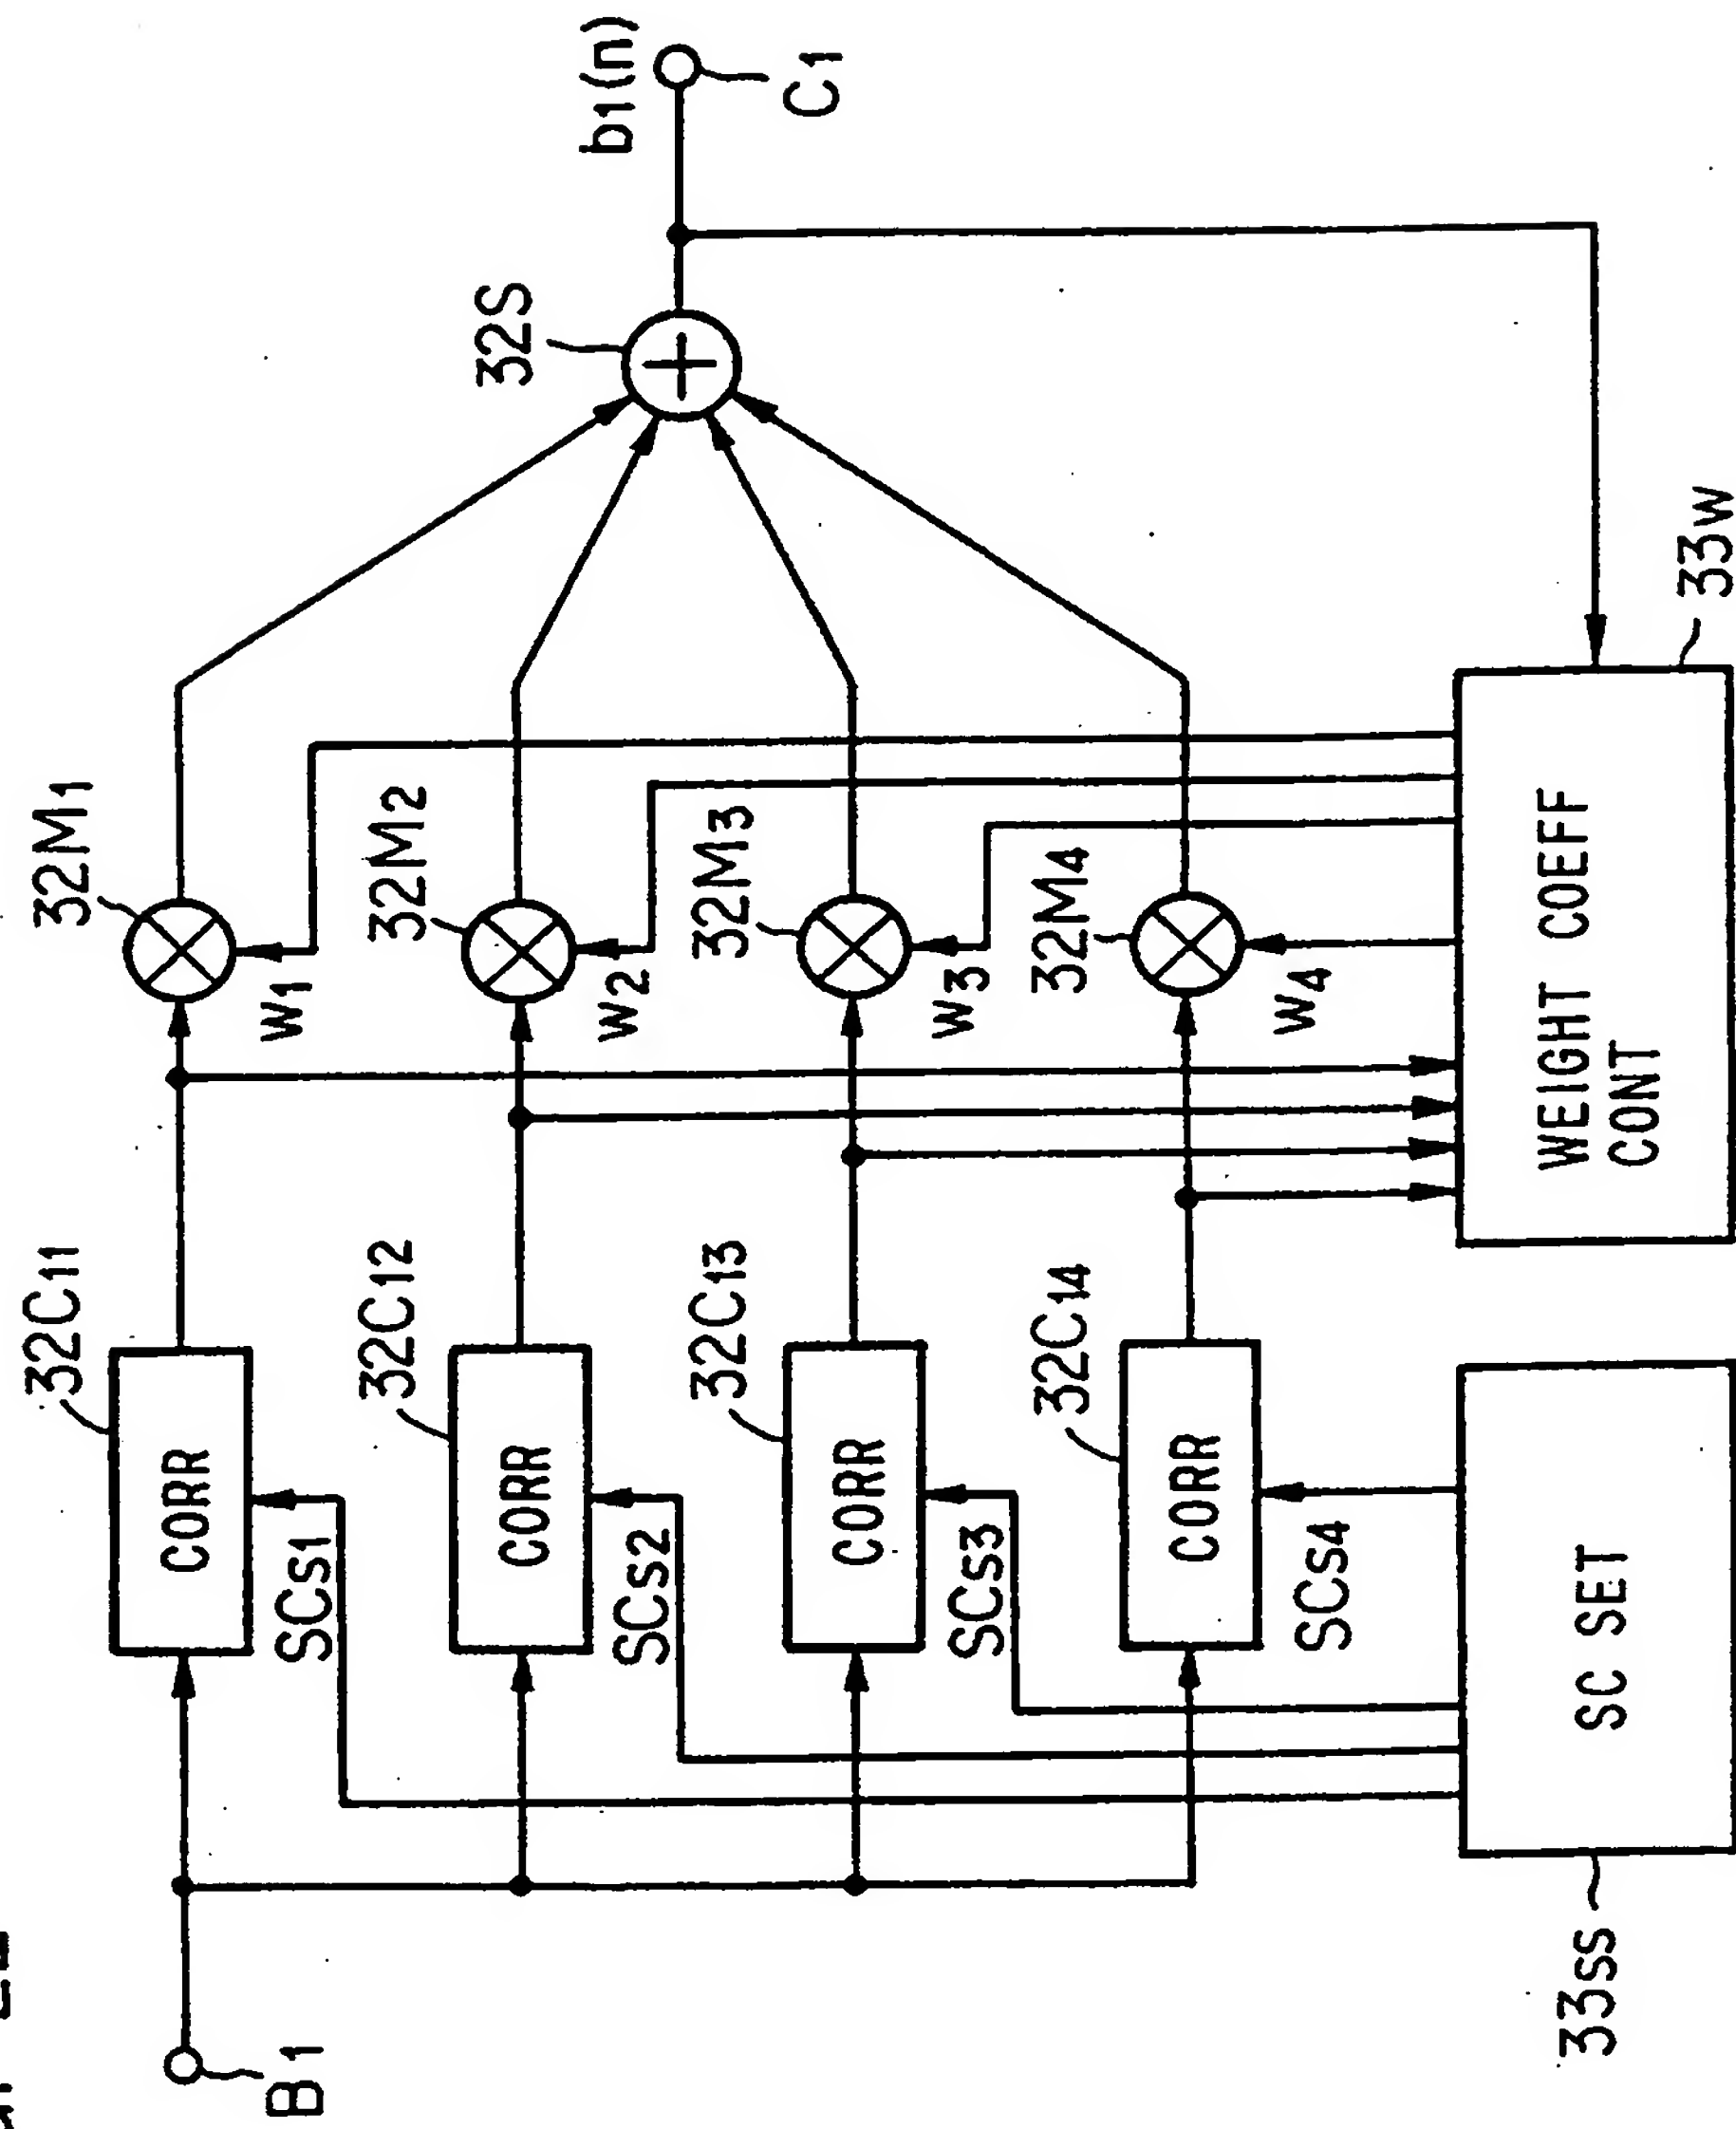 32C11
32M1
CORR
SCS1
W1
32C12
32M2
CORR
SCS2
W2
32C13
32M3
CORR
SCS3
W3
32C14
32M4
CORR
SCS4
W4
B1
32S
b1(n)
C1
33SS
SC SET
WEIGHT COEFF
CONT
33W